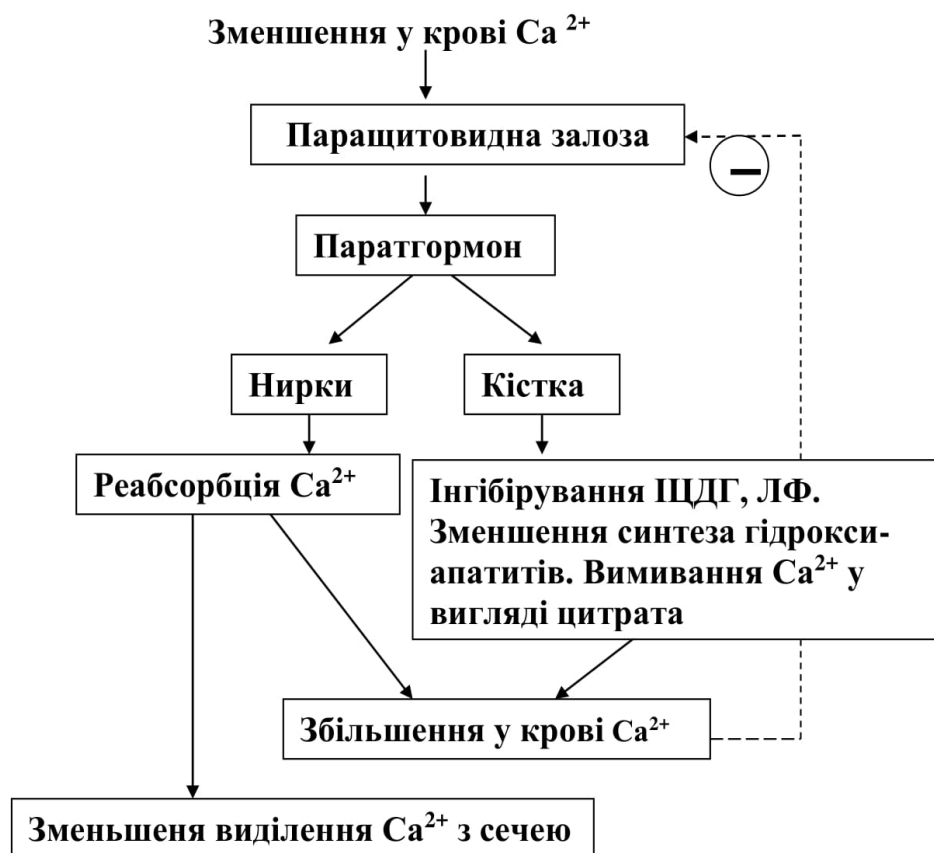 Зменшення у крові Ca ²⁺
Паращитовидна залоза
Паратгормон
Нирки
Кістка
Реабсорбція Ca²⁺
Інгібірування ІЩДГ, ЛФ.
Зменшення синтеза гідрокси-
апатитів. Вимивання Ca²⁺ у
вигляді цитрата
Збільшення у крові Ca²⁺
Зменьшеня виділення Ca²⁺ з сечею